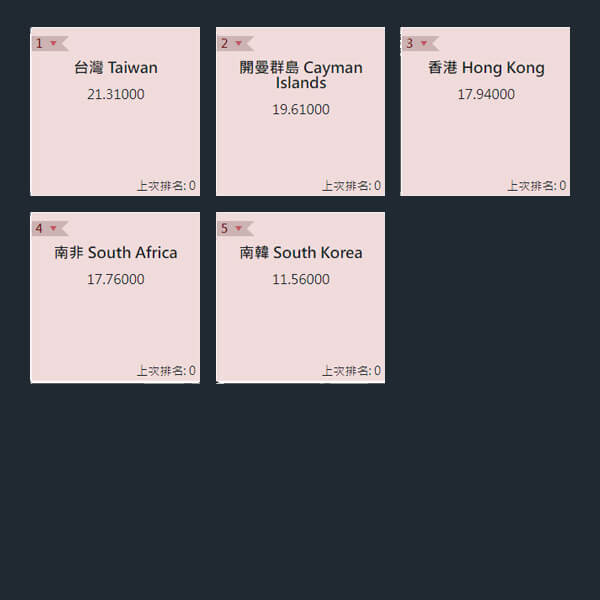 1
台灣 Taiwan
21.31000
上次排名: 0
2
開曼群島 Cayman
Islands
19.61000
上次排名: 0
3
香港 Hong Kong
17.94000
上次排名: 0
4
南非 South Africa
17.76000
上次排名: 0
5
南韓 South Korea
11.56000
上次排名: 0